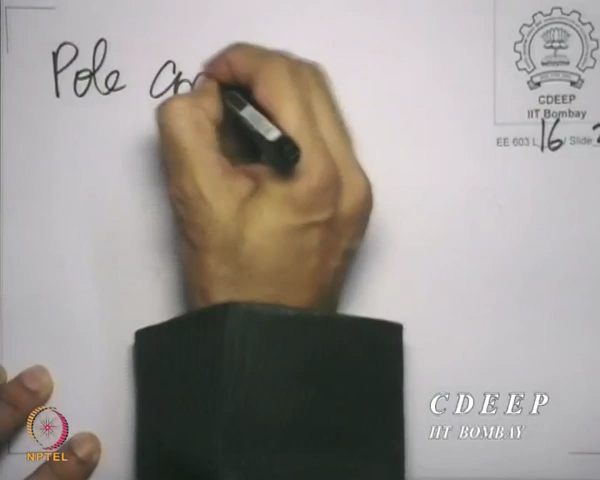 Pole
CDEEP
IIT Bombay
EE 603 L 16 / Slide
CDEEP
IIT BOMBAY
NPTEL